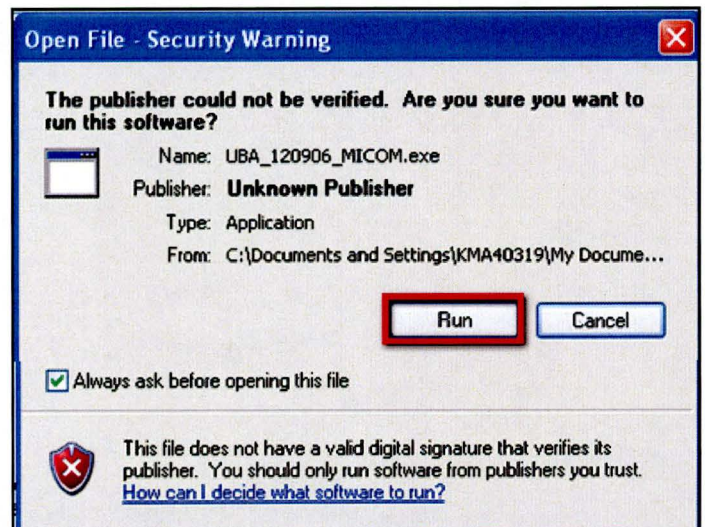 Open File - Security Warning
The publisher could not be verified. Are you sure you want to
run this software?
Name: UBA_120906_MICOM.exe
Publisher: Unknown Publisher
Type: Application
From: C:\Documents and Settings\KMA40319\My Docume...
Run Cancel
Always ask before opening this file
This file does not have a valid digital signature that verifies its
publisher. You should only run software from publishers you trust.
How can I decide what software to run?